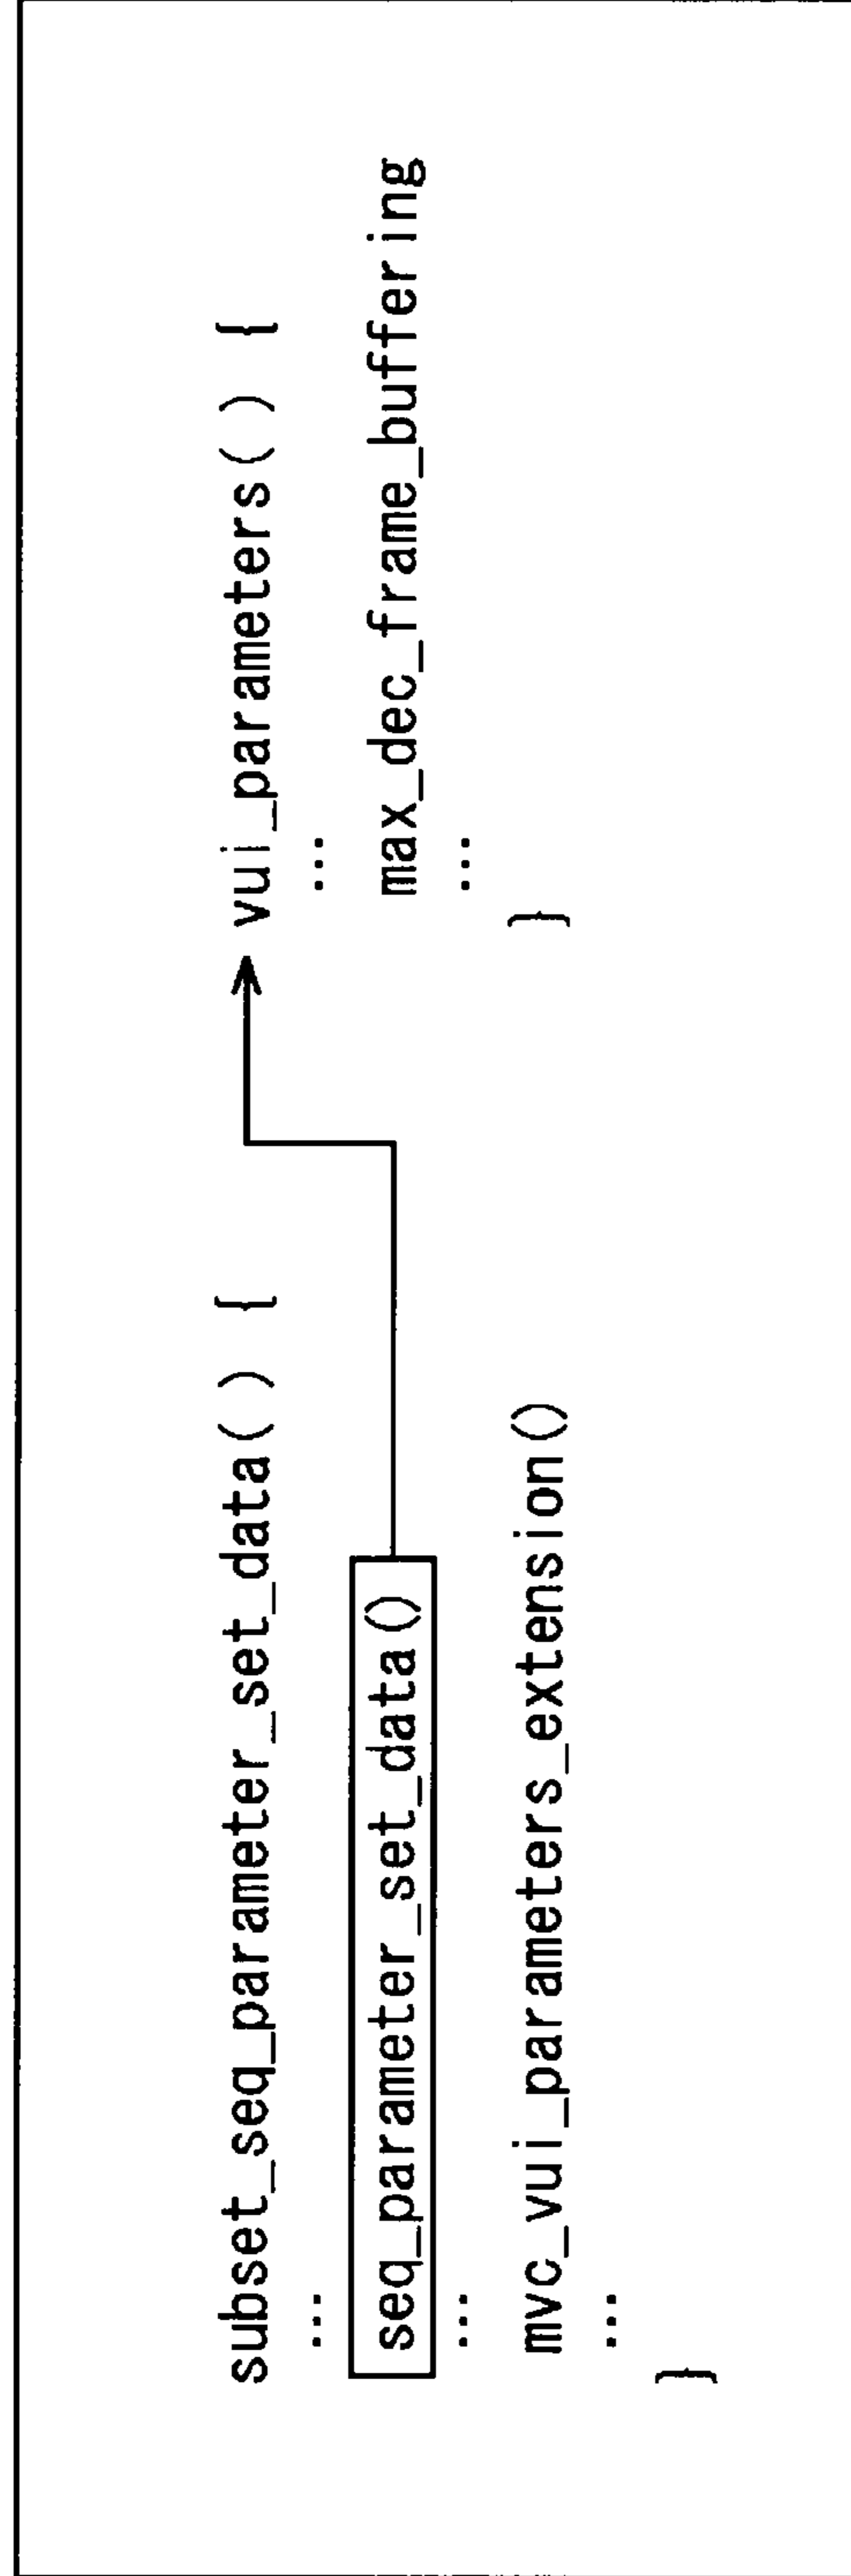 subset_seq_parameter_set_data( ) {
...
seq_parameter_set_data()
...
mvc_vui_parameters_extension()
...
}
vui_parameters( ) {
...
max_dec_frame_buffering
...
}